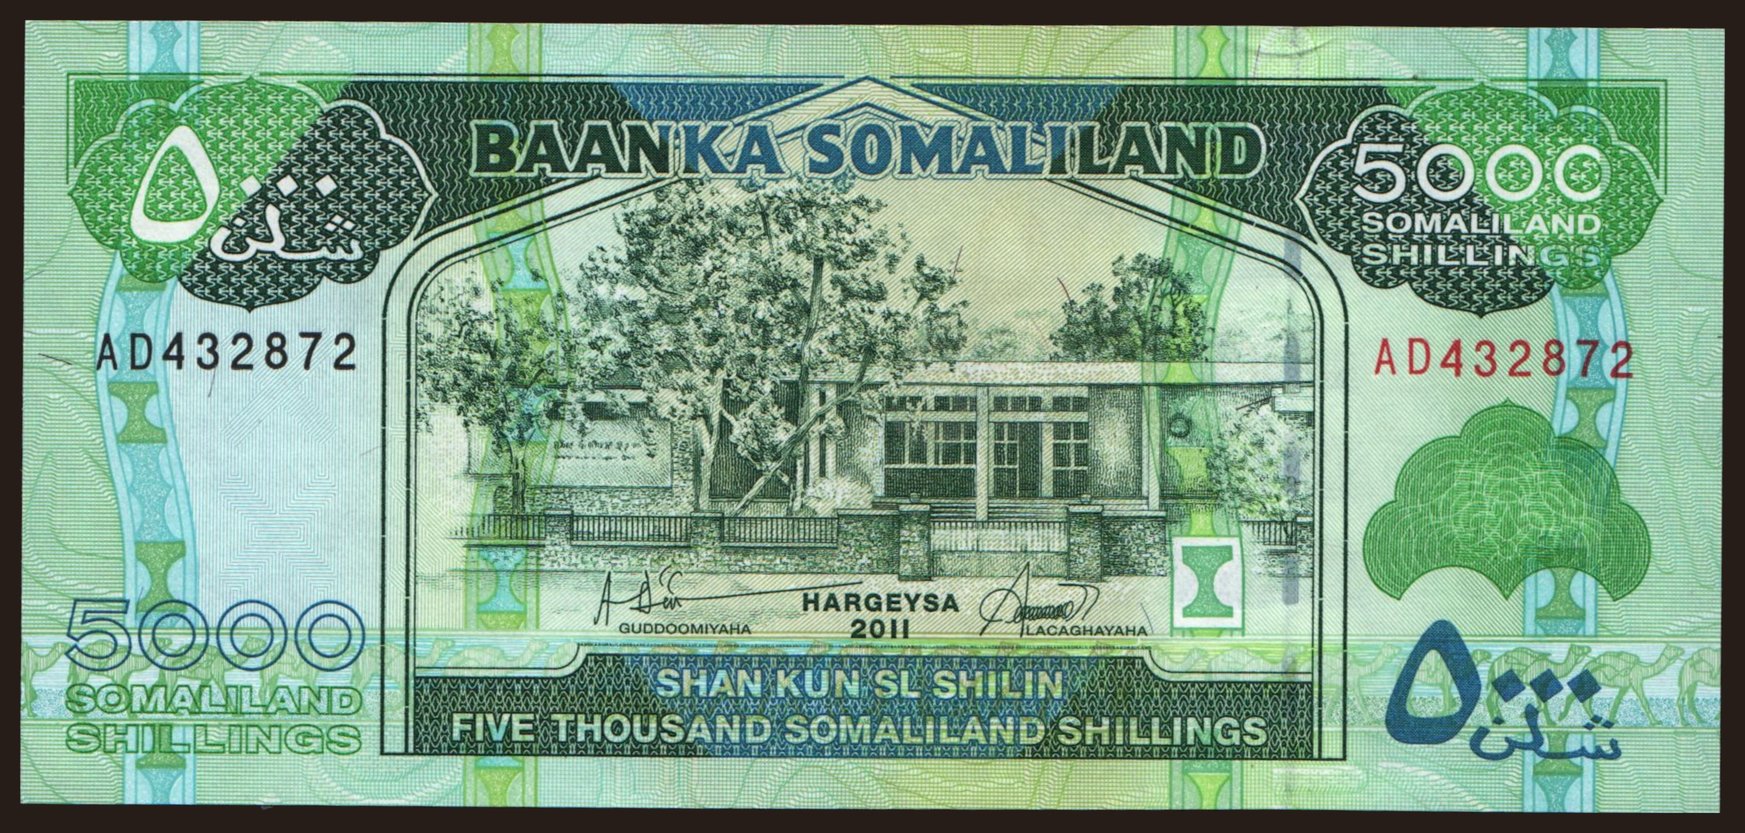 BAANKA SOMALILAND
٥٠٠٠
شلن
5000
SOMALILAND
SHILLINGS
AD432872
AD432872
GUDDOOMIYAHA
HARGEYSA
2011
LACAGHAYAHA
5000
SOMALILAND
SHILLINGS
SHAN KUN SL SHILIN
FIVE THOUSAND SOMALILAND SHILLINGS
٥٠٠٠
شلن